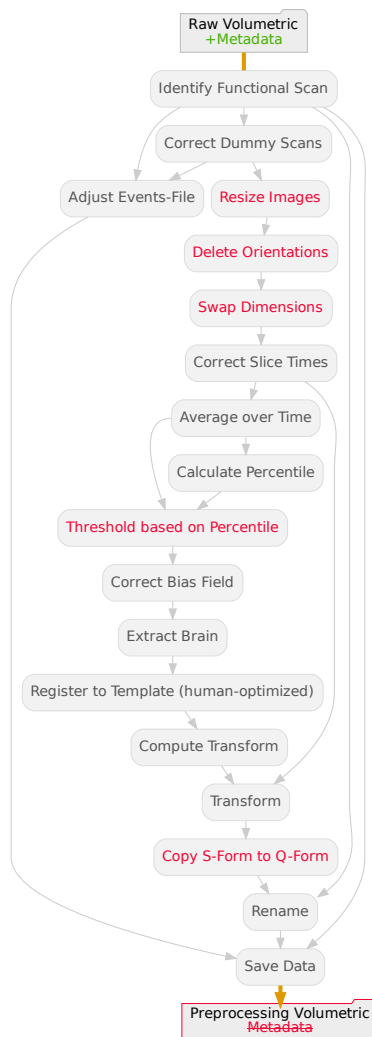 Raw Volumetric
+Metadata
Identify Functional Scan
Correct Dummy Scans
Adjust Events-File
Resize Images
Delete Orientations
Swap Dimensions
Correct Slice Times
Average over Time
Calculate Percentile
Threshold based on Percentile
Correct Bias Field
Extract Brain
Register to Template (human-optimized)
Compute Transform
Transform
Copy S-Form to Q-Form
Rename
Save Data
Preprocessing Volumetric
Metadata